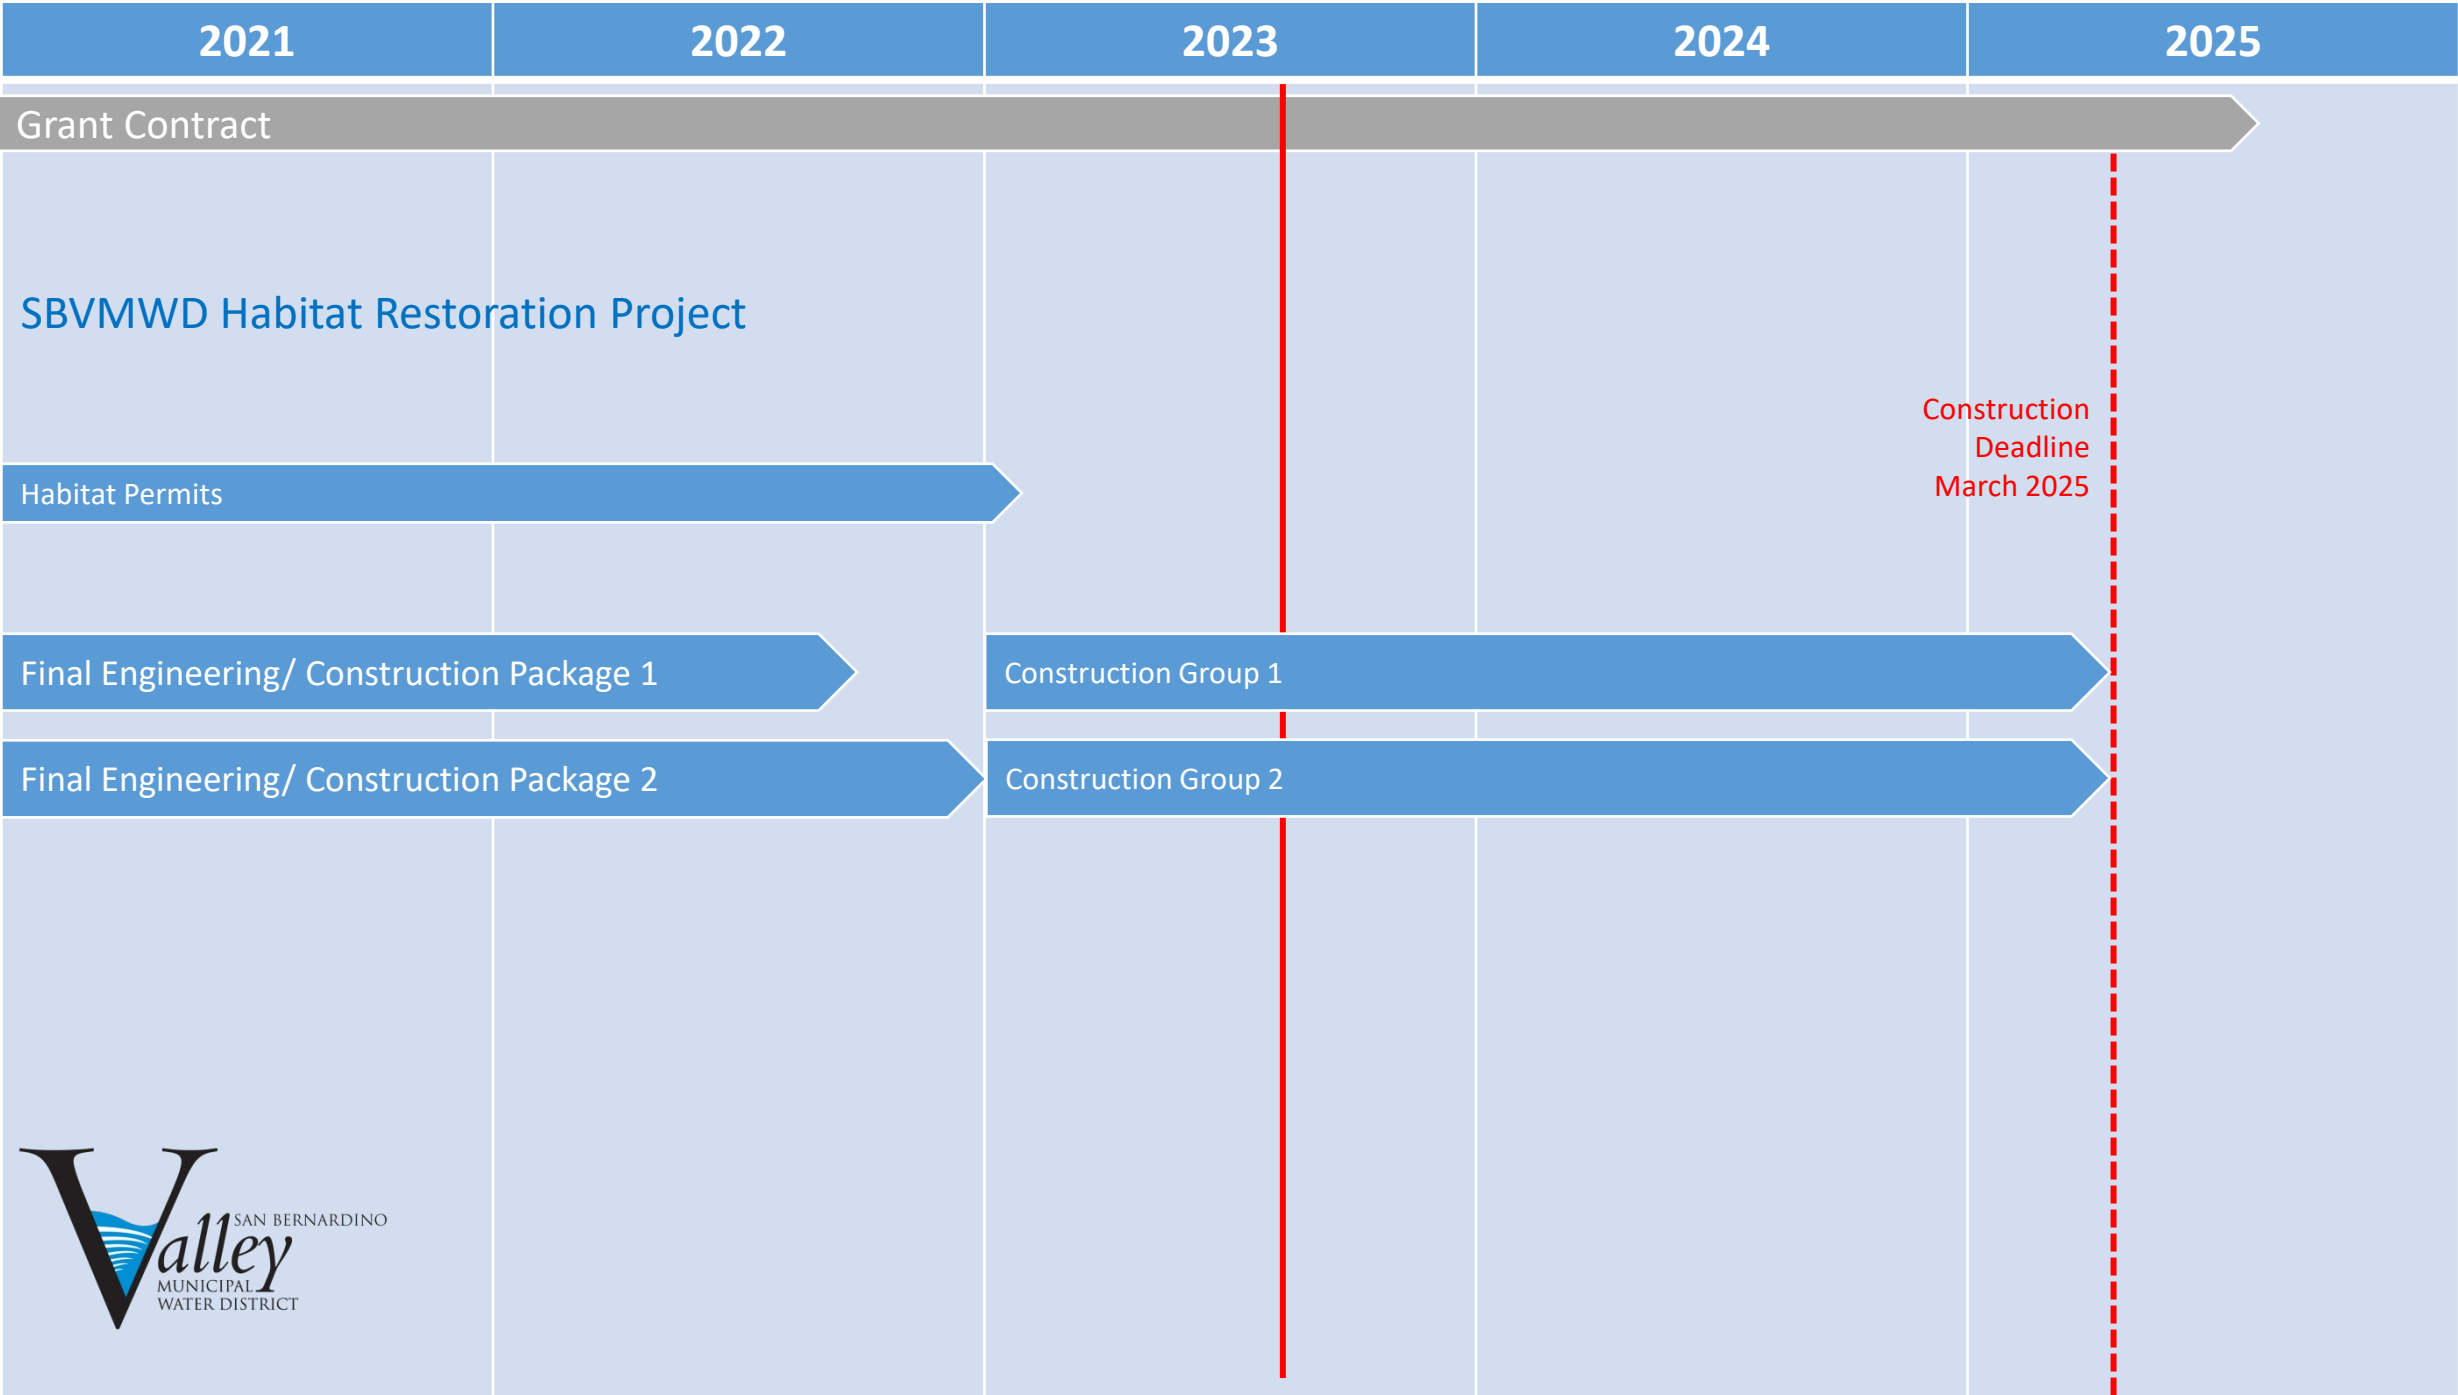 2021 2022 2023 2024 2025
Grant Contract
SBVMWD Habitat Restoration Project
Construction
Deadline
March 2025
Habitat Permits
Final Engineering/ Construction Package 1
Construction Group 1
Final Engineering/ Construction Package 2
Construction Group 2
SAN BERNARDINO
Valley
MUNICIPAL
WATER DISTRICT